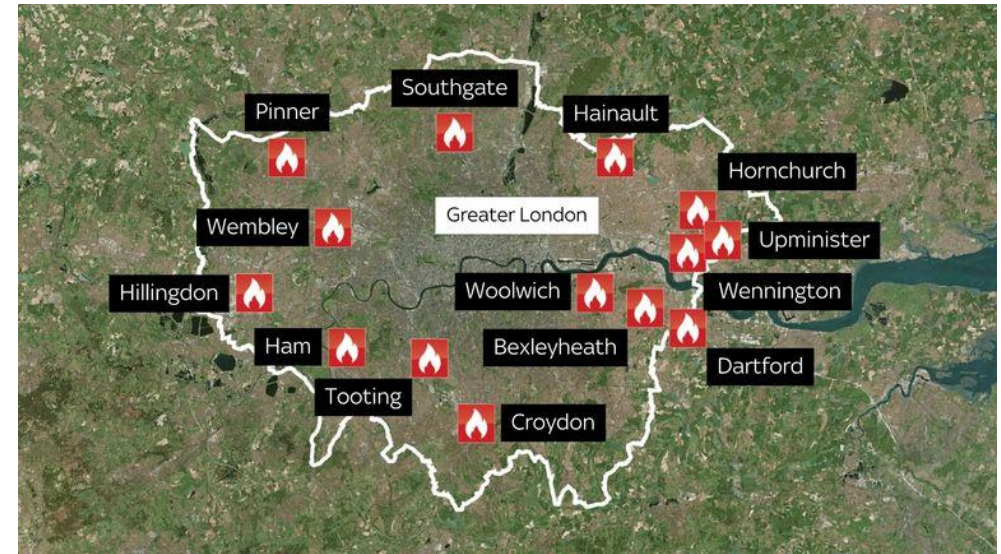 Southgate
Pinner
Hainault
Hornchurch
Greater London
Wembley
Upminister
Hillingdon
Woolwich
Wennington
Ham
Bexleyheath
Dartford
Tooting
Croydon